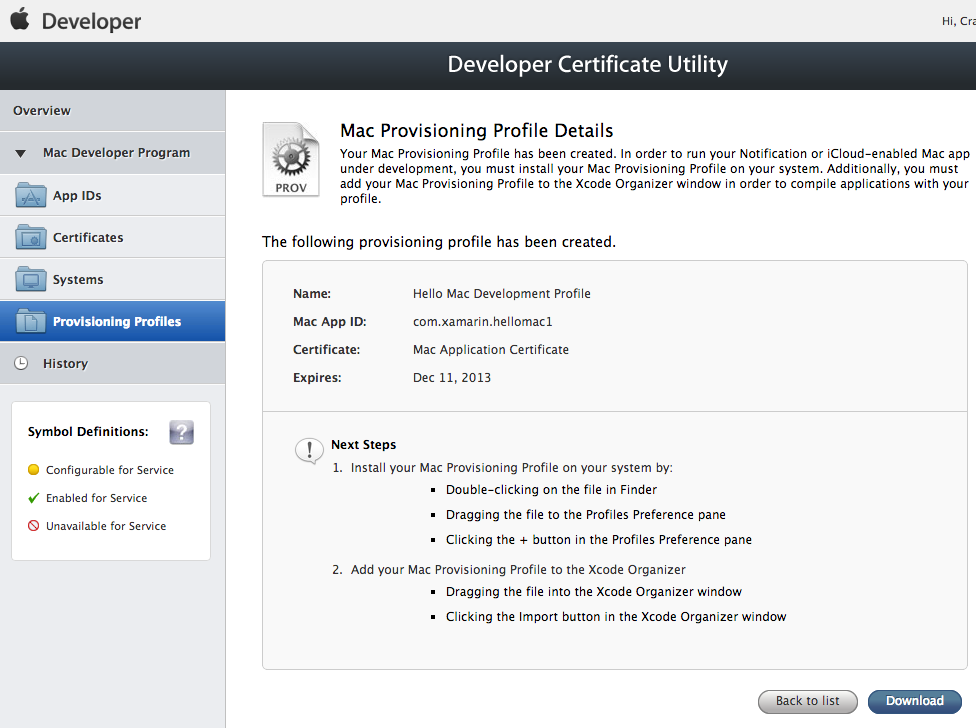 Developer
Hi, Cra
Developer Certificate Utility
Overview
Mac Developer Program
App IDs
Certificates
Systems
Provisioning Profiles
History
Symbol Definitions:
?
Configurable for Service
Enabled for Service
Unavailable for Service
PROV
Mac Provisioning Profile Details
Your Mac Provisioning Profile has been created. In order to run your Notification or iCloud-enabled Mac app
under development, you must install your Mac Provisioning Profile on your system. Additionally, you must
add your Mac Provisioning Profile to the Xcode Organizer window in order to compile applications with your
profile.
The following provisioning profile has been created.
Name: Hello Mac Development Profile
Mac App ID: com.xamarin.hellomac1
Certificate: Mac Application Certificate
Expires: Dec 11, 2013
! Next Steps
1. Install your Mac Provisioning Profile on your system by:
▪ Double-clicking on the file in Finder
▪ Dragging the file to the Profiles Preference pane
▪ Clicking the + button in the Profiles Preference pane
2. Add your Mac Provisioning Profile to the Xcode Organizer
▪ Dragging the file into the Xcode Organizer window
▪ Clicking the Import button in the Xcode Organizer window
Back to list
Download